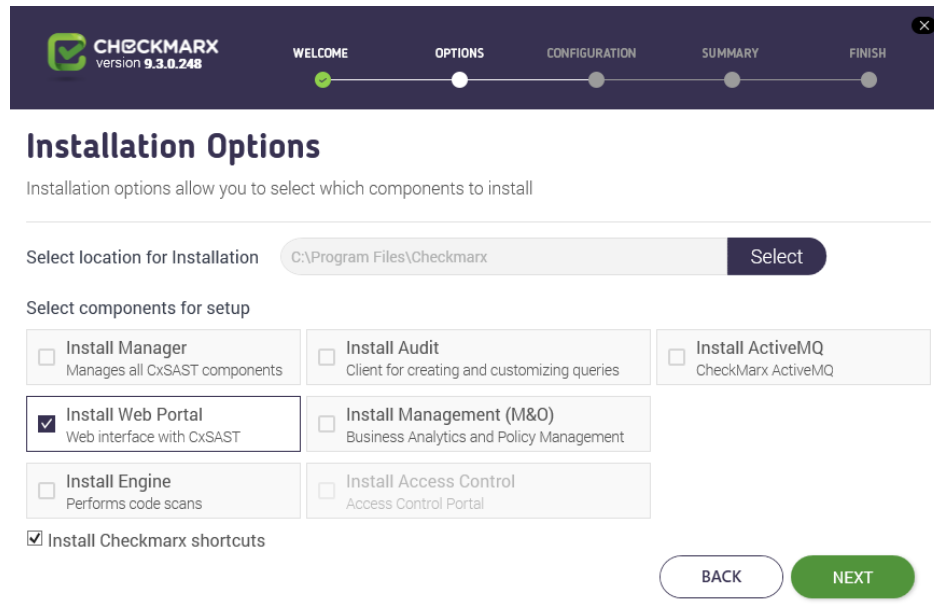 CHECKMARX
version 9.3.0.248
WELCOME
OPTIONS
CONFIGURATION
SUMMARY
FINISH
Installation Options
Installation options allow you to select which components to install
Select location for Installation
C:\Program Files\Checkmarx
Select
Select components for setup
Install Manager
Manages all CxSAST components
Install Audit
Client for creating and customizing queries
Install ActiveMQ
CheckMarx ActiveMQ
Install Web Portal
Web interface with CxSAST
Install Management (M&O)
Business Analytics and Policy Management
Install Engine
Performs code scans
Install Access Control
Access Control Portal
Install Checkmarx shortcuts
BACK
NEXT